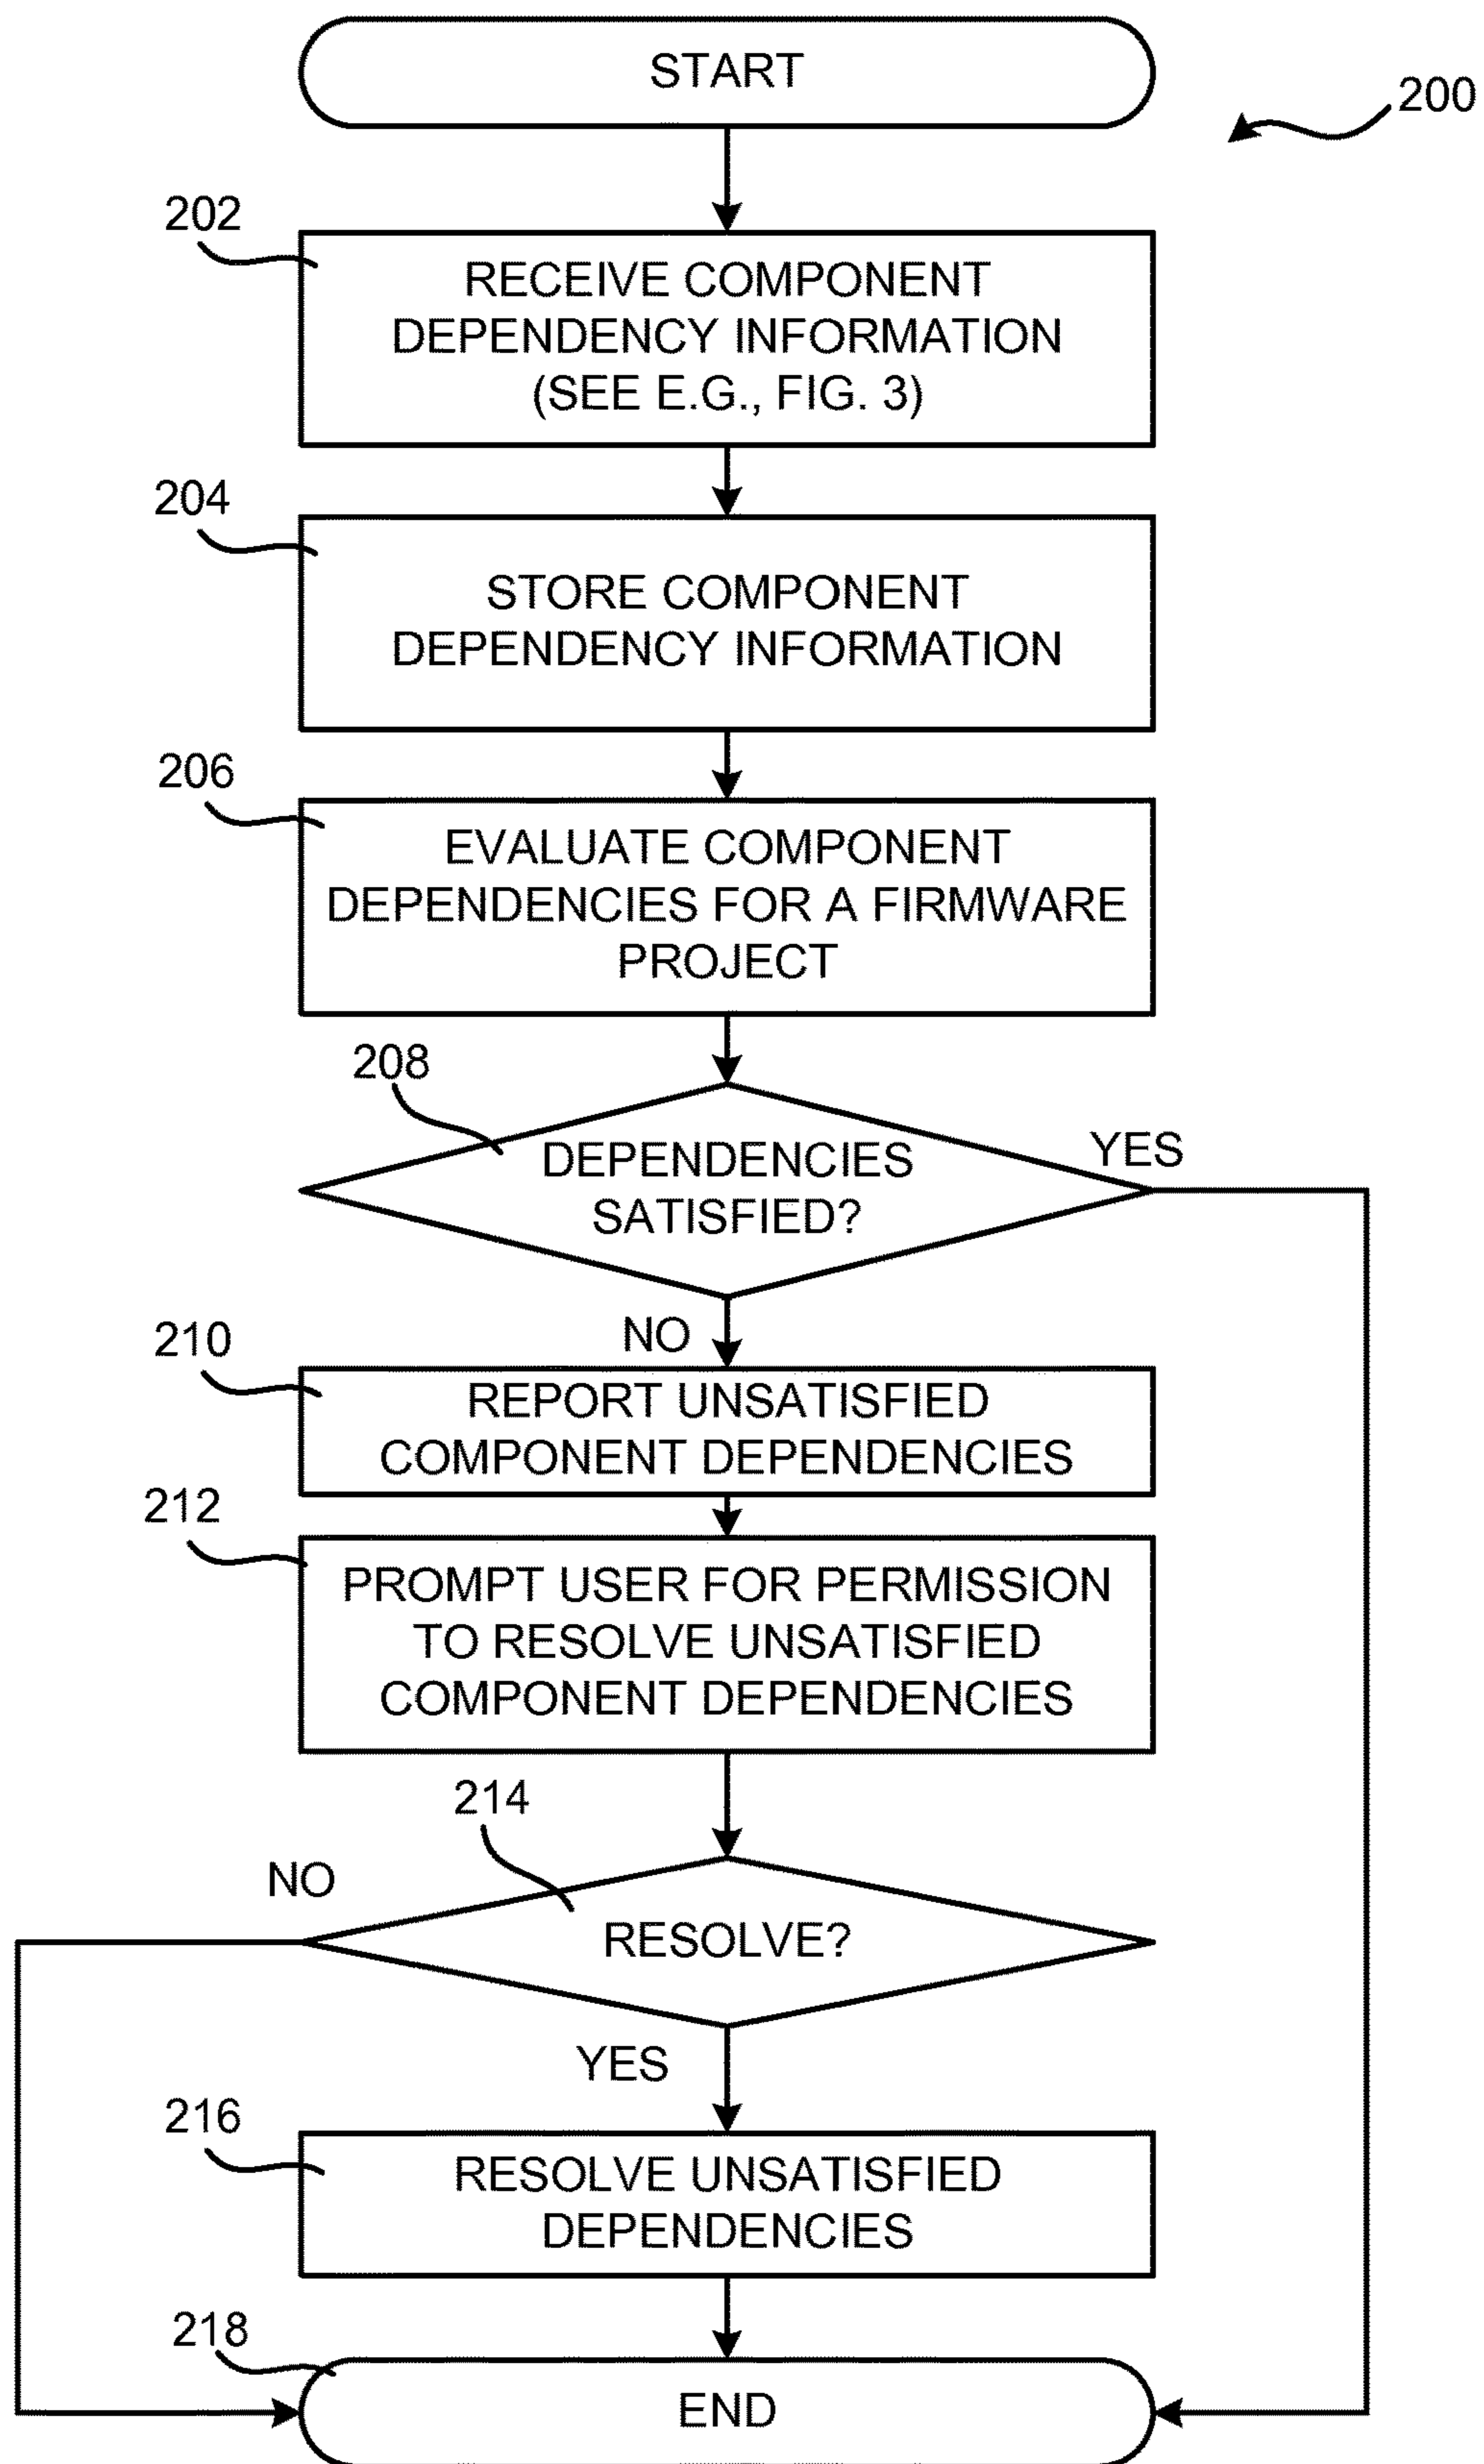 START
200
202
RECEIVE COMPONENT
DEPENDENCY INFORMATION
(SEE E.G., FIG. 3)
204
STORE COMPONENT
DEPENDENCY INFORMATION
206
EVALUATE COMPONENT
DEPENDENCIES FOR A FIRMWARE
PROJECT
208
DEPENDENCIES
SATISFIED?
YES
NO
210
REPORT UNSATISFIED
COMPONENT DEPENDENCIES
212
PROMPT USER FOR PERMISSION
TO RESOLVE UNSATISFIED
COMPONENT DEPENDENCIES
214
NO
RESOLVE?
YES
216
RESOLVE UNSATISFIED
DEPENDENCIES
218
END